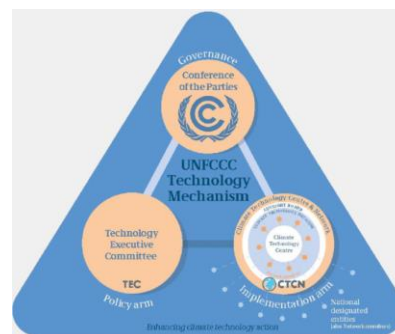 Governance
Conference
of the Parties
UNFCCC
Technology
Mechanism
Climate Technology Centre & Network
Technology
Executive
Committee
Climate
Technology
Centre
TEC
CTCN
Policy arm
Implementation arm
National
designated
entities
Enhancing climate technology action